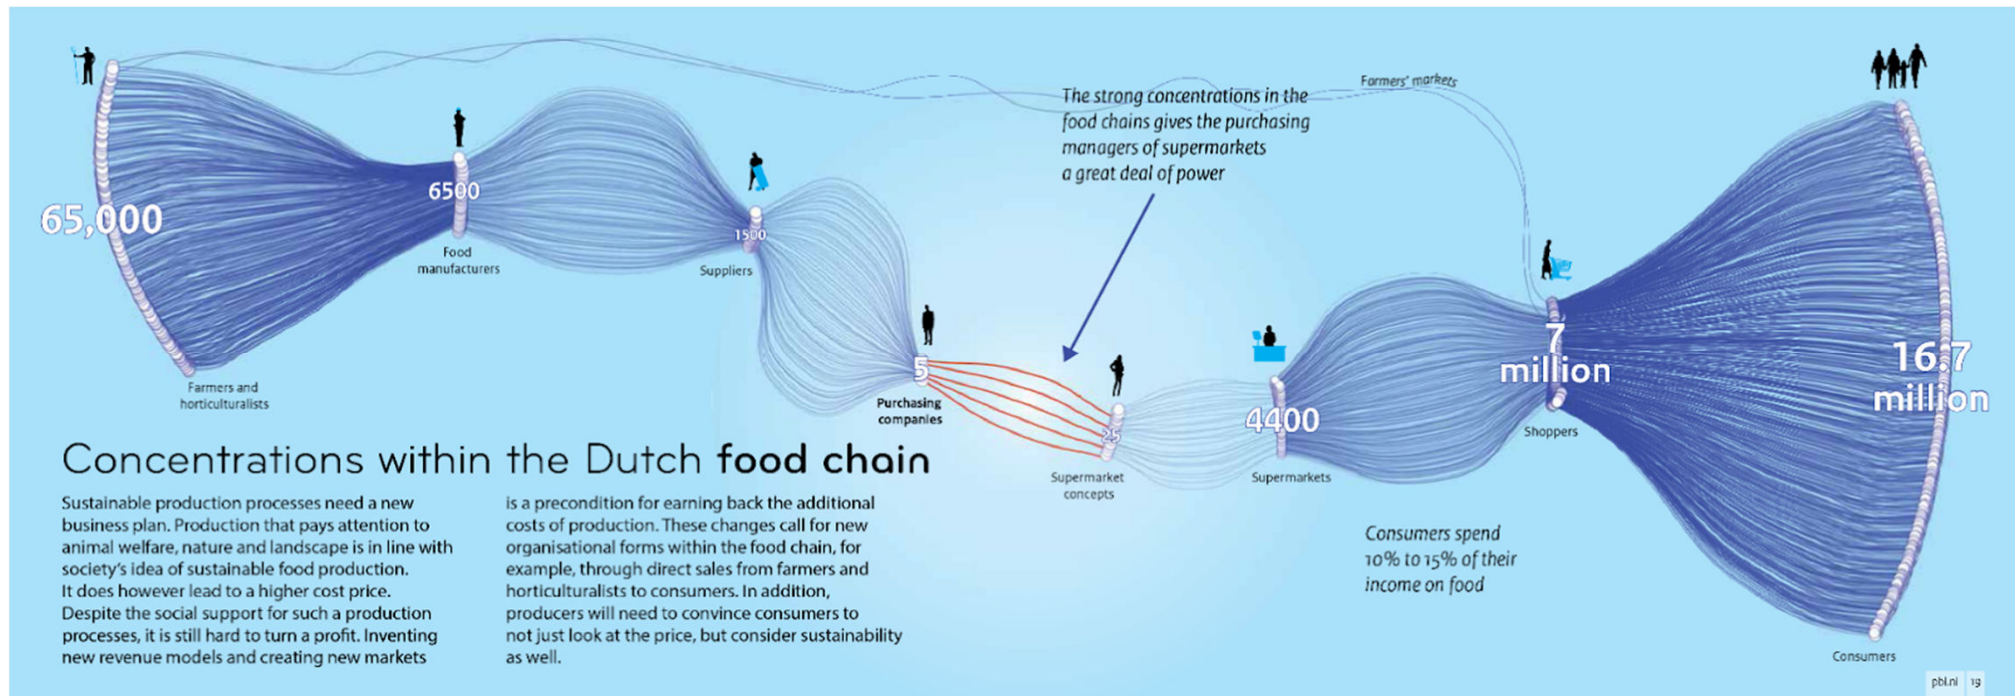 Farmers' markets
The strong concentrations in the
food chains gives the purchasing
managers of supermarkets
a great deal of power
65,000
Farmers and
horticulturalists
6500
Food
manufacturers
1500
Suppliers
5
Purchasing
companies
25
Supermarket
concepts
4400
Supermarkets
7
million
Shoppers
16.7
million
Consumers
Consumers spend
10% to 15% of their
income on food
Concentrations within the Dutch food chain
Sustainable production processes need a new
business plan. Production that pays attention to
animal welfare, nature and landscape is in line with
society's idea of sustainable food production.
It does however lead to a higher cost price.
Despite the social support for such a production
processes, it is still hard to turn a profit. Inventing
new revenue models and creating new markets
is a precondition for earning back the additional
costs of production. These changes call for new
organisational forms within the food chain, for
example, through direct sales from farmers and
horticulturalists to consumers. In addition,
producers will need to convince consumers to
not just look at the price, but consider sustainability
as well.
pbl.nl 19